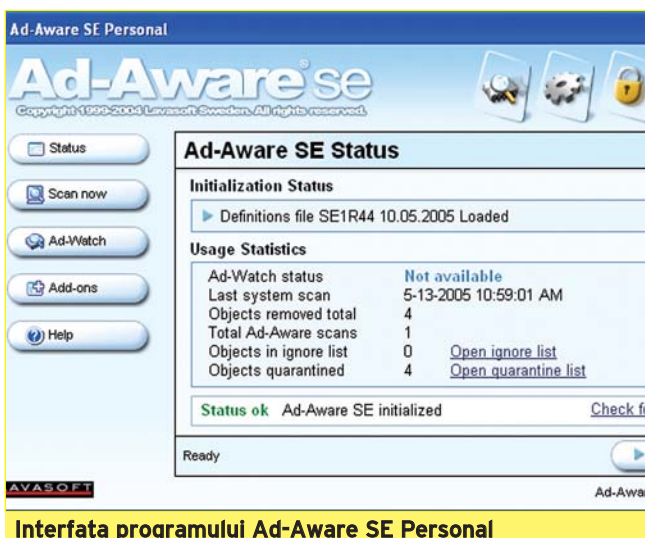 Ad-Aware SE Personal
Ad-Aware se
Copyright 1999-2004 Lavasoft Sweden. All rights reserved.
Status
Scan now
Ad-Watch
Add-ons
Help
Ad-Aware SE Status
Initialization Status
Definitions file SE1R44 10.05.2005 Loaded
Usage Statistics
Ad-Watch status Not available
Last system scan 5-13-2005 10:59:01 AM
Objects removed total 4
Total Ad-Aware scans 1
Objects in ignore list 0 Open ignore list
Objects quarantined 4 Open quarantine list
Status ok Ad-Aware SE initialized Check f
Ready
AVASOFT
Ad-Awa
Interfata programului Ad-Aware SE Personal